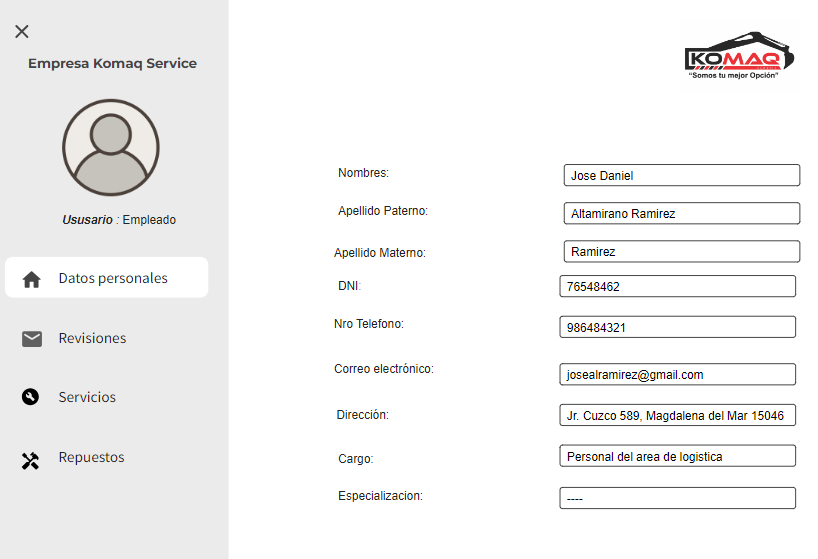 Empresa Komaq Service
Ususario : Empleado
Datos personales
Revisiones
Servicios
Repuestos
KOMAQ
SERVICE
“Somos tu mejor Opción”
Nombres: Jose Daniel
Apellido Paterno: Altamirano Ramirez
Apellido Materno: Ramirez
DNI: 76548462
Nro Telefono: 986484321
Correo electrónico: josealramirez@gmail.com
Dirección: Jr. Cuzco 589, Magdalena del Mar 15046
Cargo: Personal del area de logistica
Especializacion: ----